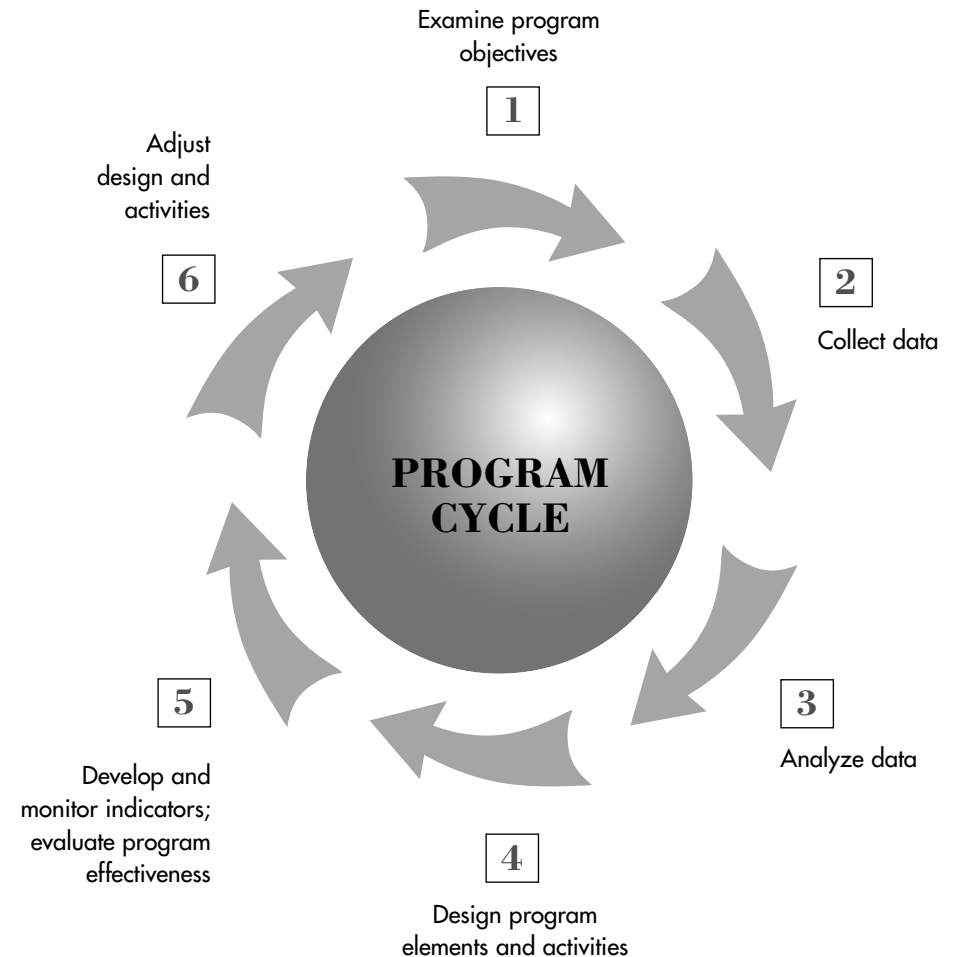 Examine program
objectives
1
2
Collect data
3
Analyze data
4
Design program
elements and activities
5
Develop and
monitor indicators;
evaluate program
effectiveness
Adjust
design and
activities
6
PROGRAM
CYCLE